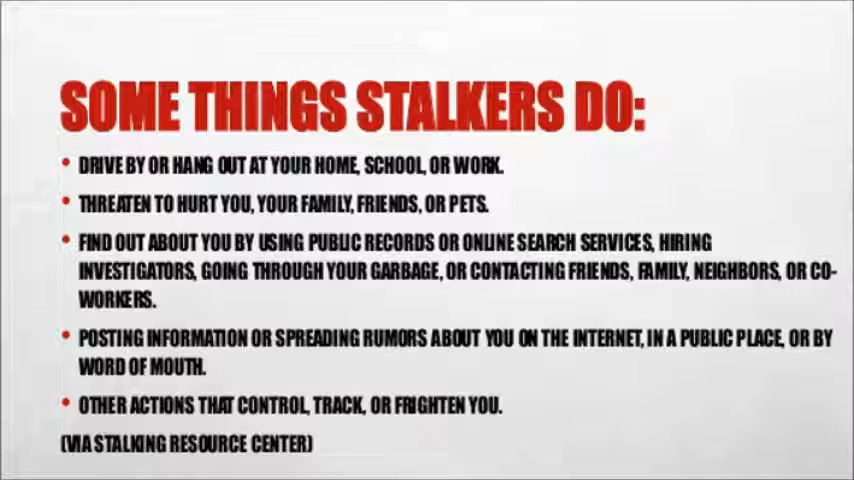 SOME THINGS STALKERS DO:
• DRIVE BY OR HANG OUT AT YOUR HOME, SCHOOL, OR WORK.
• THREATEN TO HURT YOU, YOUR FAMILY, FRIENDS, OR PETS.
• FIND OUT ABOUT YOU BY USING PUBLIC RECORDS OR ONLINE SEARCH SERVICES, HIRING
INVESTIGATORS, GOING THROUGH YOUR GARBAGE, OR CONTACTING FRIENDS, FAMILY, NEIGHBORS, OR CO-
WORKERS.
• POSTING INFORMATION OR SPREADING RUMORS ABOUT YOU ON THE INTERNET, IN A PUBLIC PLACE, OR BY
WORD OF MOUTH.
• OTHER ACTIONS THAT CONTROL, TRACK, OR FRIGHTEN YOU.
(VIA STALKING RESOURCE CENTER)